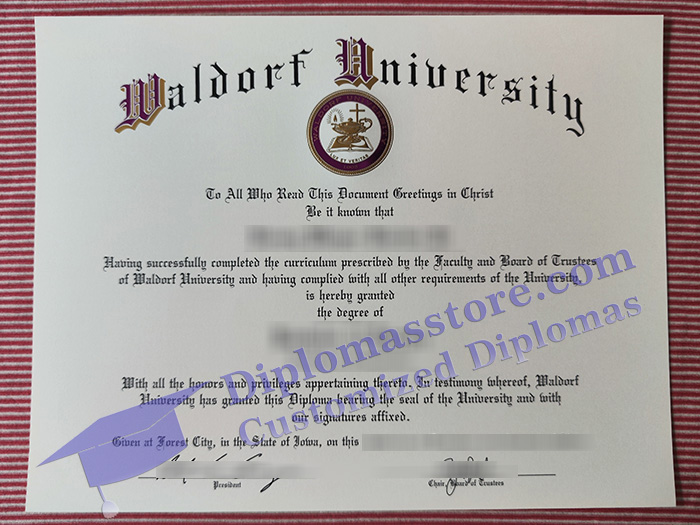 Waldorf University
LUX ET VERITAS
To All Who Read This Document Greetings in Christ
Be it known that
Having successfully completed the curriculum prescribed by the Faculty and Board of Trustees
of Waldorf University and having complied with all other requirements of the University,
is hereby granted
the degree of
With all the honors and privileges appertaining thereto. In testimony whereof, Waldorf
University has granted this Diploma bearing the seal of the University and with
our signatures affixed.
Given at Forest City, in the State of Iowa, on this
President
Chair, Board of Trustees
Diplomasstore.com
Customized Diplomas